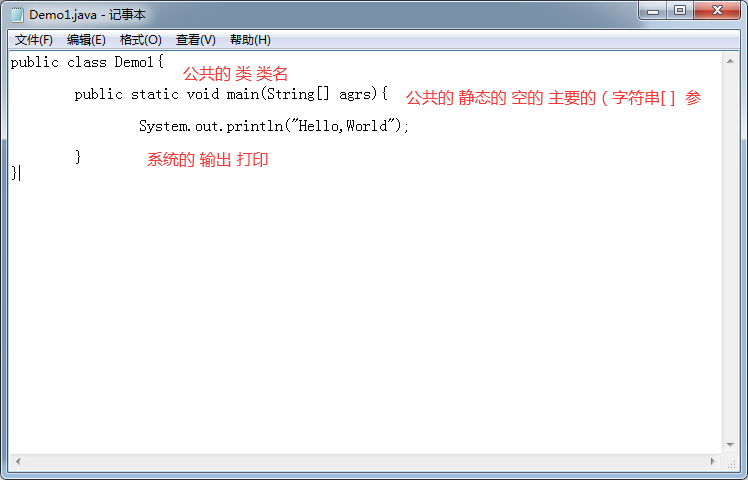 Demo1.java - 记事本
文件(F) 编辑(E) 格式(O) 查看(V) 帮助(H)
public class Demo1{
公共的 类 类名
public static void main(String[] agrs){ 公共的 静态的 空的 主要的 ( 字符串[ ] 参
System.out.println("Hello,World");
} 系统的 输出 打印
}